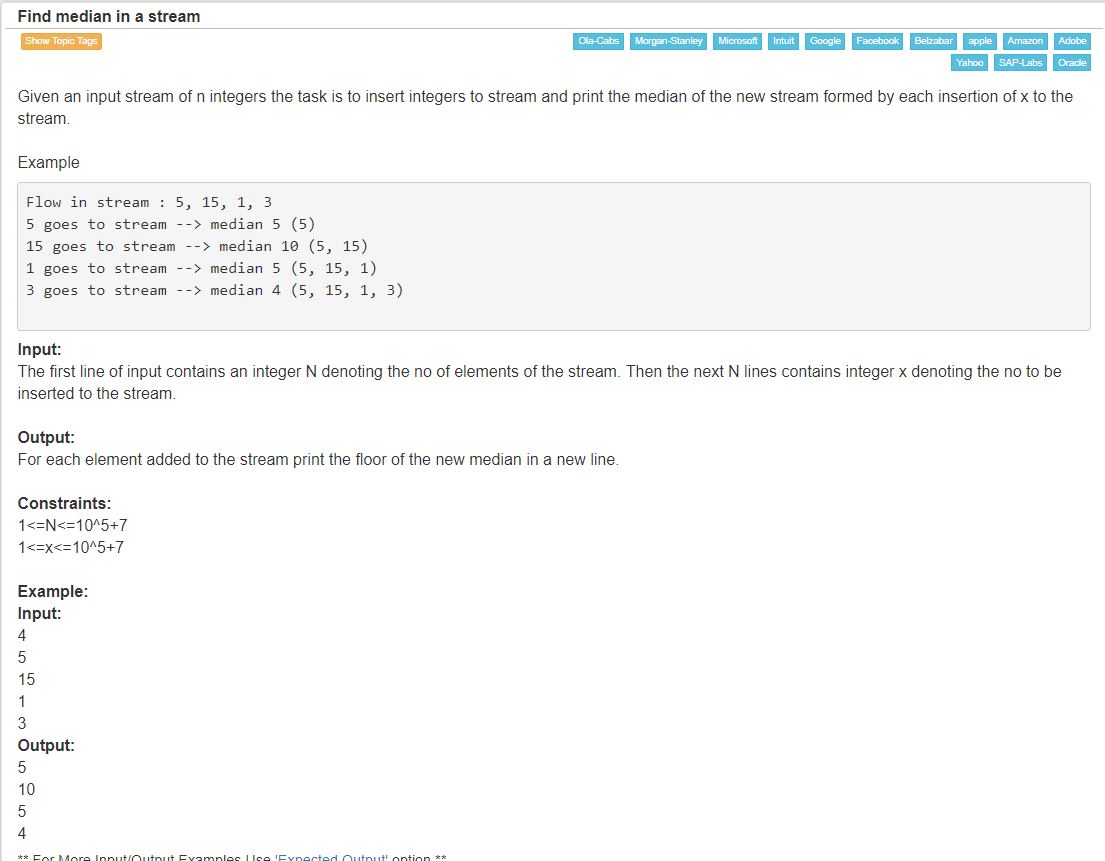 Find median in a stream
Show Topic Tags
Ola-Cabs Morgan-Stanley Microsoft Intuit Google Facebook Belzabar apple Amazon Adobe
Yahoo SAP-Labs Oracle
Given an input stream of n integers the task is to insert integers to stream and print the median of the new stream formed by each insertion of x to the
stream.
Example
Flow in stream : 5, 15, 1, 3
5 goes to stream --> median 5 (5)
15 goes to stream --> median 10 (5, 15)
1 goes to stream --> median 5 (5, 15, 1)
3 goes to stream --> median 4 (5, 15, 1, 3)
Input:
The first line of input contains an integer N denoting the no of elements of the stream. Then the next N lines contains integer x denoting the no to be
inserted to the stream.
Output:
For each element added to the stream print the floor of the new median in a new line.
Constraints:
1<=N<=10^5+7
1<=x<=10^5+7
Example:
Input:
4
5
15
1
3
Output:
5
10
5
4
** For More Input/Output Examples Use 'Expected Output' option **